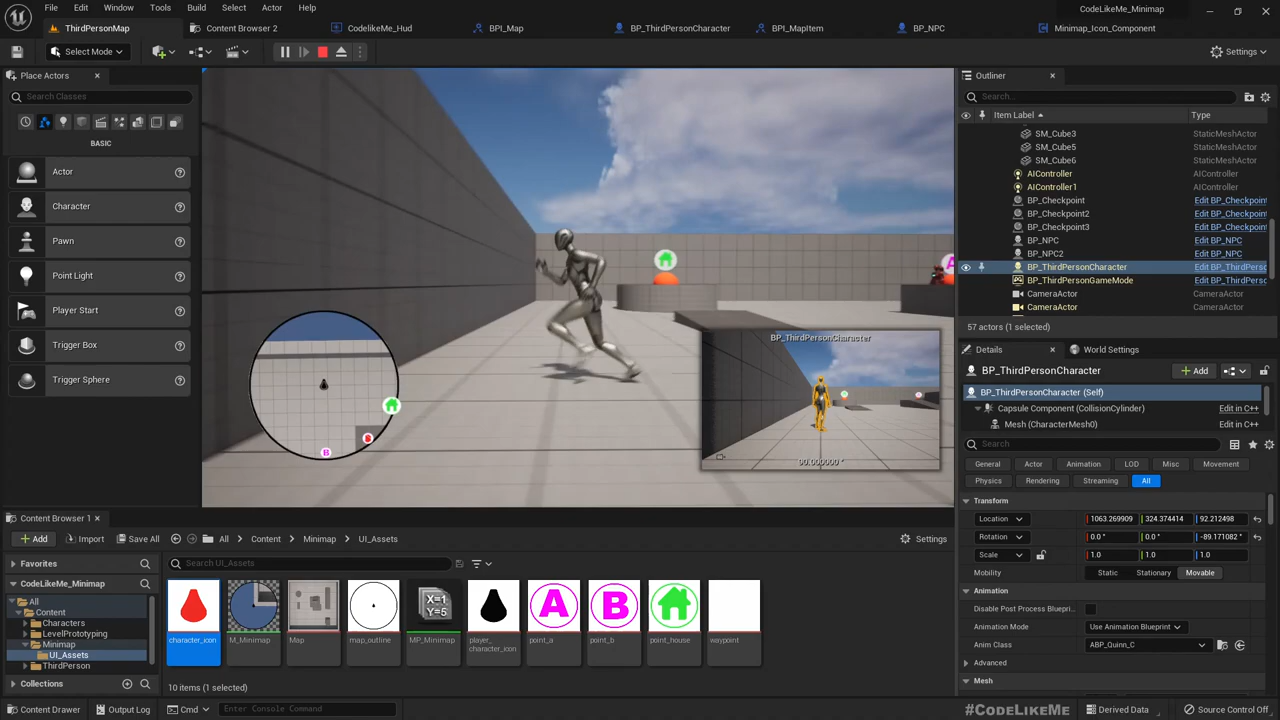 File Edit Window Tools Build Select Actor Help
CodeLikeMe_Minimap
ThirdPersonMap Content Browser 2 CodelikeMe_Hud BPI_Map BP_ThirdPersonCharacter BPI_MapItem BP_NPC Minimap_Icon_Component
Select Mode Settings
Place Actors
Search Classes
BASIC
Actor
Character
Pawn
Point Light
Player Start
Trigger Box
Trigger Sphere
B
A
BP_ThirdPersonCharacter
90.000000 °
Outliner
Search...
Item Label Type
SM_Cube3 StaticMeshActor
SM_Cube5 StaticMeshActor
SM_Cube6 StaticMeshActor
AIController AIController
AIController1 AIController
BP_Checkpoint Edit BP_Checkpoint
BP_Checkpoint2 Edit BP_Checkpoint
BP_Checkpoint3 Edit BP_Checkpoint
BP_NPC Edit BP_NPC
BP_NPC2 Edit BP_NPC
BP_ThirdPersonCharacter Edit BP_ThirdPerso
BP_ThirdPersonGameMode Edit BP_ThirdPerso
CameraActor CameraActor
CameraActor CameraActor
57 actors (1 selected)
Details World Settings
BP_ThirdPersonCharacter Add
BP_ThirdPersonCharacter (Self)
Capsule Component (CollisionCylinder) Edit in C++
Mesh (CharacterMesh0) Edit in C++
Search
General Actor Animation LOD Misc Movement
Physics Rendering Streaming All
Transform
Location 1063.269909 324.374414 92.212498
Rotation 0.0 ° 0.0 ° -89.171082 °
Scale 1.0 1.0 1.0
Mobility Static Stationary Movable
Animation
Disable Post Process Bluepri...
Animation Mode Use Animation Blueprint
Anim Class ABP_Quinn_C
Advanced
Mesh
Content Browser 1
Add Import Save All All Content Minimap UI_Assets Settings
Favorites
CodeLikeMe_Minimap
All
Content
Characters
LevelPrototyping
Minimap
UI_Assets
ThirdPerson
Collections
Search UI_Assets
X=1
Y=5
A
B
character_icon M_Minimap Map map_outline MP_Minimap player_character_icon point_a point_b point_house waypoint
10 items (1 selected)
Content Drawer Output Log Cmd Enter Console Command
#CODELIKEME Derived Data Source Control Off